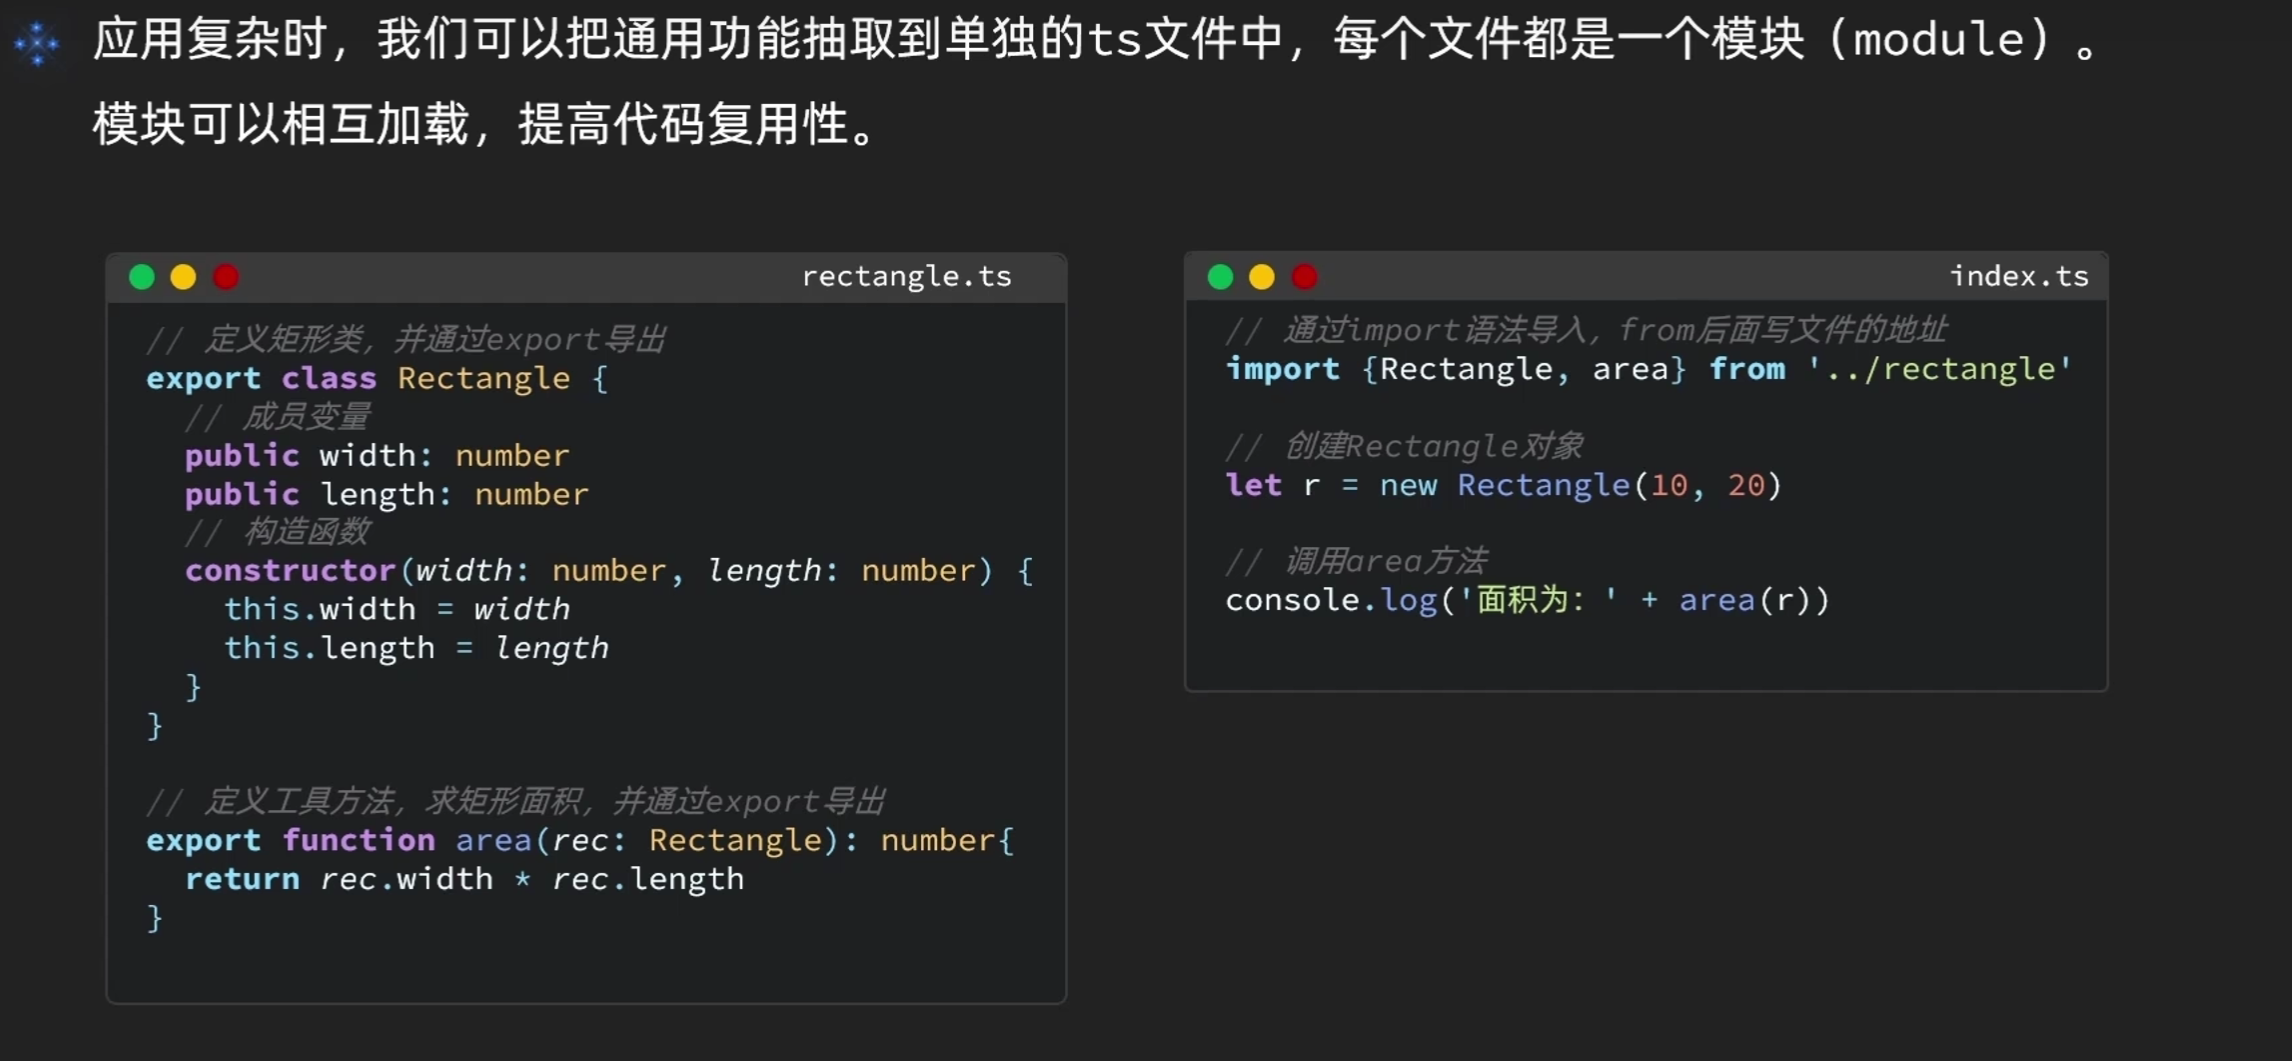 应用复杂时，我们可以把通用功能抽取到单独的ts文件中，每个文件都是一个模块（module）。
模块可以相互加载，提高代码复用性。
rectangle.ts
// 定义矩形类，并通过export导出
export class Rectangle {
  // 成员变量
  public width: number
  public length: number
  // 构造函数
  constructor(width: number, length: number) {
    this.width = width
    this.length = length
  }
}
// 定义工具方法，求矩形面积，并通过export导出
export function area(rec: Rectangle): number{
  return rec.width * rec.length
}
index.ts
// 通过import语法导入，from后面写文件的地址
import {Rectangle, area} from '../rectangle'
// 创建Rectangle对象
let r = new Rectangle(10, 20)
// 调用area方法
console.log('面积为：' + area(r))